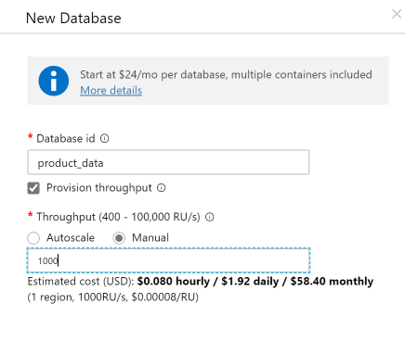 New Database
Start at $24/mo per database, multiple containers included
More details
* Database id
product_data
Provision throughput
* Throughput (400 - 100,000 RU/s)
Autoscale Manual
1000
Estimated cost (USD): $0.080 hourly / $1.92 daily / $58.40 monthly
(1 region, 1000RU/s, $0.00008/RU)